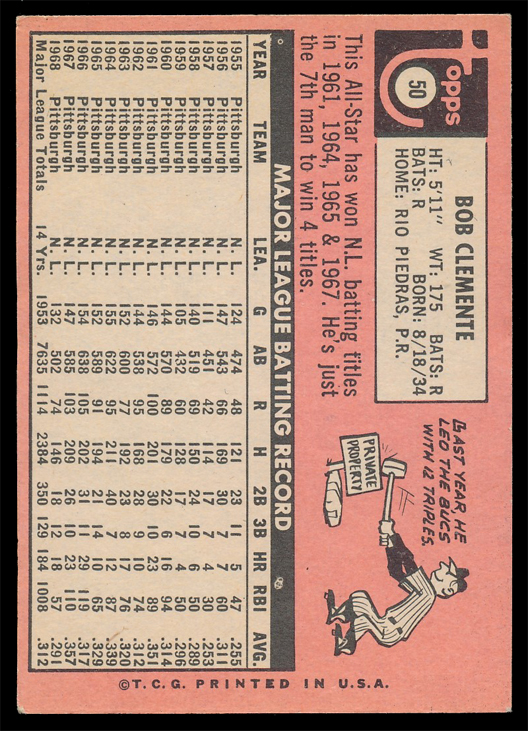 Topps
50
BOB CLEMENTE
HT: 5'11" WT: 175 BATS: R
BATS: R BORN: 8/18/34
HOME: RIO PIEDRAS, P.R.
This All-Star has won N.L. batting titles
in 1961, 1964, 1965 & 1967. He's just
the 7th man to win 4 titles.
LAST YEAR HE
LED THE BUCS
WITH 12 TRIPLES.
PRIVATE
PROPERTY
MAJOR LEAGUE BATTING RECORD
YEAR TEAM LEA. G AB R H 2B 3B HR RBI AVG.
1955 Pittsburgh N. L. 124 474 48 121 23 11 5 47 .255
1956 Pittsburgh N. L. 147 543 66 169 30 7 7 60 .311
1957 Pittsburgh N. L. 111 451 42 114 17 7 4 30 .253
1958 Pittsburgh N. L. 140 519 69 150 24 10 6 50 .289
1959 Pittsburgh N. L. 105 432 60 128 17 7 4 50 .296
1960 Pittsburgh N. L. 144 570 89 179 22 6 16 94 .314
1961 Pittsburgh N. L. 146 572 100 201 30 10 23 89 .351
1962 Pittsburgh N. L. 144 538 95 168 28 9 10 74 .312
1963 Pittsburgh N. L. 152 600 77 192 23 8 17 76 .320
1964 Pittsburgh N. L. 155 622 95 211 40 7 12 87 .339
1965 Pittsburgh N. L. 152 589 91 194 21 14 10 65 .329
1966 Pittsburgh N. L. 154 638 105 202 31 11 29 119 .317
1967 Pittsburgh N. L. 147 585 103 209 26 10 23 110 .357
1968 Pittsburgh N. L. 132 502 74 146 18 12 18 57 .291
Major League Totals 14 Yrs. 1953 7635 1114 2384 350 129 184 1008 .312
©T.C.G. PRINTED IN U.S.A.